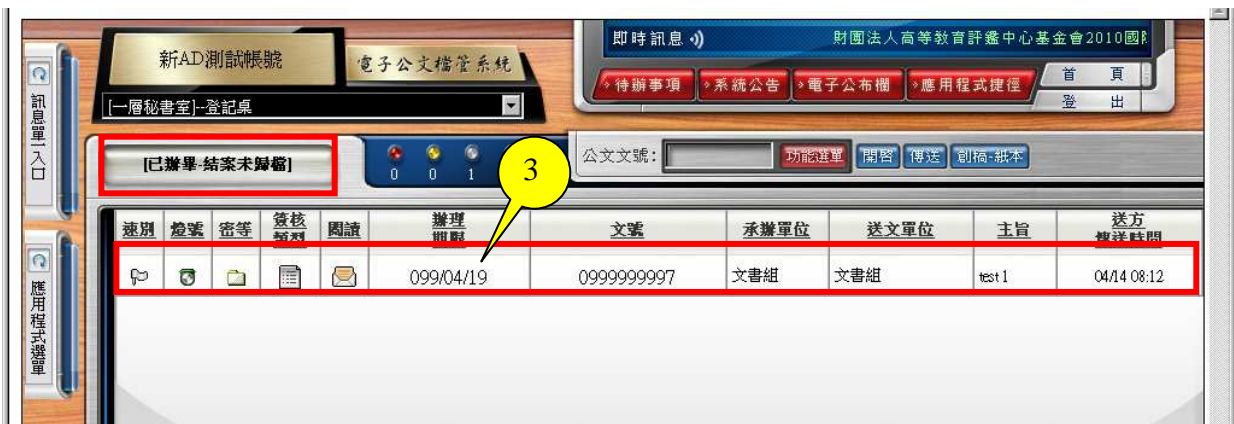 即時訊息
財團法人高等教育評鑑中心基金會2010國
新AD測試帳號
電子公文檔管系統
待辦事項
系統公告
電子公布欄
應用程式捷徑
首 頁
登 出
[一層秘書室]--登記桌
訊息單一入口
[已辦畢-結案未歸檔]
0 0 1
3
公文文號:
功能選單
開啓
傳送
創稿-紙本
速別 燈號 密等 簽核類型 閱讀 辦理期限 文號 承辦單位 送文單位 主旨 送方傳送時間
099/04/19 0999999997 文書組 文書組 test 1 04/14 08:12
應用程式選單